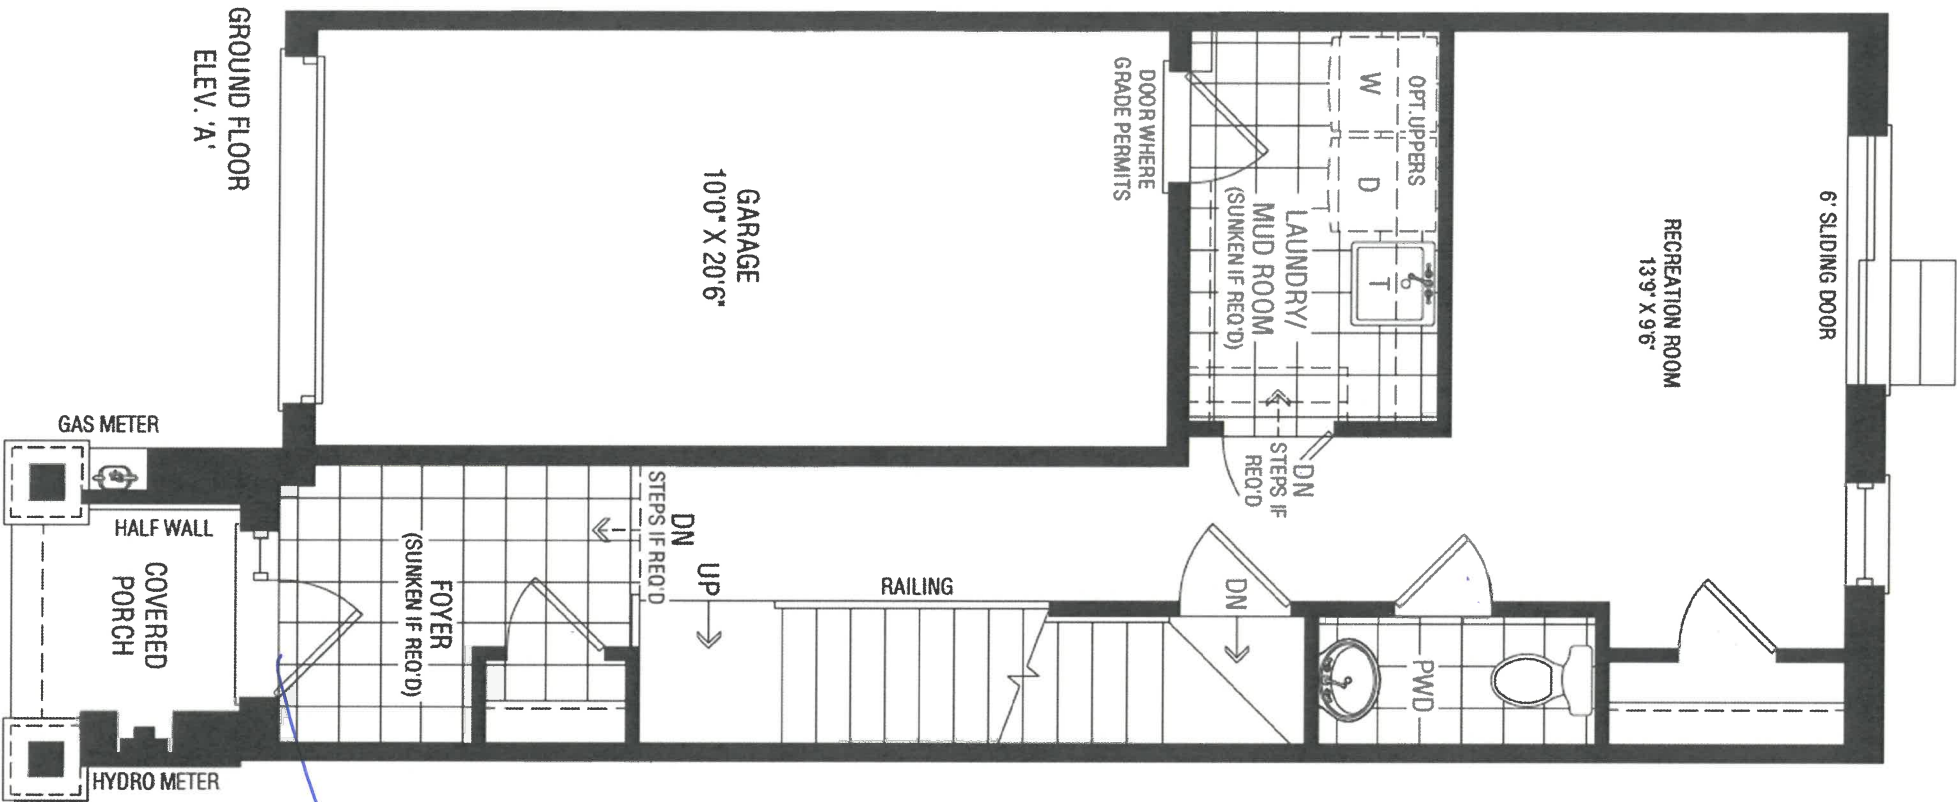 GROUND FLOOR
ELEV. 'A'
GARAGE
10'0" X 20'6"
DOOR WHERE
GRADE PERMITS
OPT. UPPERS
W
D
T
LAUNDRY/
MUD ROOM
(SUNKEN IF REQ'D)
DN
STEPS IF
REQ'D
6' SLIDING DOOR
RECREATION ROOM
13'9" X 9'6"
GAS METER
HALF WALL
COVERED
PORCH
HYDRO METER
FOYER
(SUNKEN IF REQ'D)
DN
STEPS IF REQ'D
UP
RAILING
DN
PWD